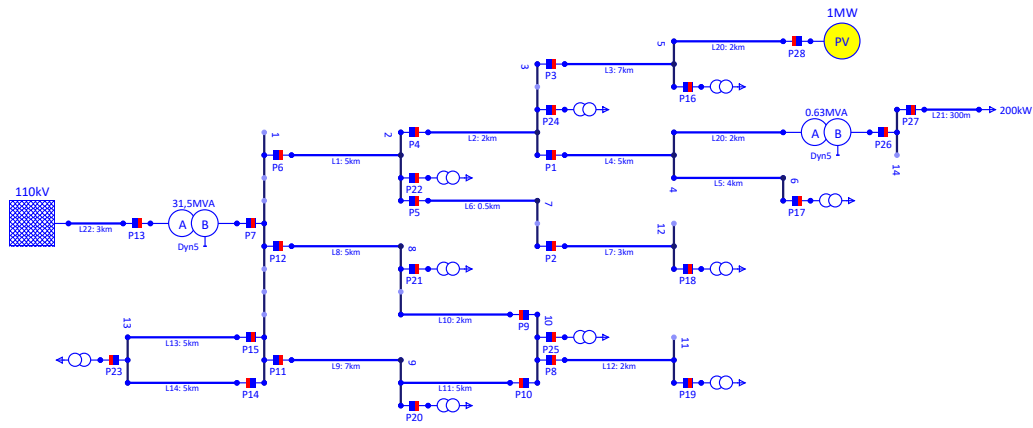 1MW
5
L20: 2km
PV
P28
3
P3
L3: 7km
P16
P24
0.63MVA
P27
L21: 300m
200kW
1
2
P4
L2: 2km
L20: 2km
A
B
P26
P6
L1: 5km
P1
L4: 5km
Dyn5
14
P22
4
L5: 4km
6
110kV
31,5MVA
P5
L6: 0.5km
7
P17
12
L22: 3km
P13
A
B
P7
Dyn5
P12
L8: 5km
8
P2
L7: 3km
P21
P18
13
L10: 2km
P9
10
11
L13: 5km
P15
P25
P23
P11
L9: 7km
9
P8
L12: 2km
L14: 5km
P14
L11: 5km
P10
P19
P20